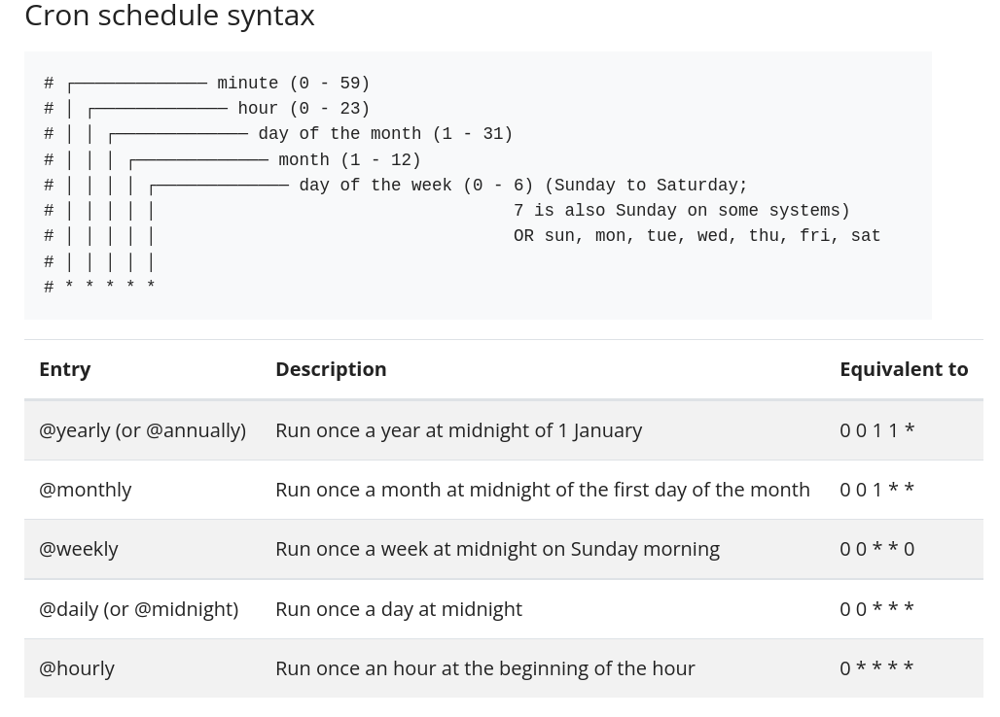 Cron schedule syntax
# ┌───────────── minute (0 - 59)
# │ ┌───────────── hour (0 - 23)
# │ │ ┌───────────── day of the month (1 - 31)
# │ │ │ ┌───────────── month (1 - 12)
# │ │ │ │ ┌───────────── day of the week (0 - 6) (Sunday to Saturday;
# │ │ │ │ │                                   7 is also Sunday on some systems)
# │ │ │ │ │                                   OR sun, mon, tue, wed, thu, fri, sat
# │ │ │ │ │
# * * * * *
Entry Description Equivalent to
@yearly (or @annually) Run once a year at midnight of 1 January 0 0 1 1 *
@monthly Run once a month at midnight of the first day of the month 0 0 1 * *
@weekly Run once a week at midnight on Sunday morning 0 0 * * 0
@daily (or @midnight) Run once a day at midnight 0 0 * * *
@hourly Run once an hour at the beginning of the hour 0 * * * *